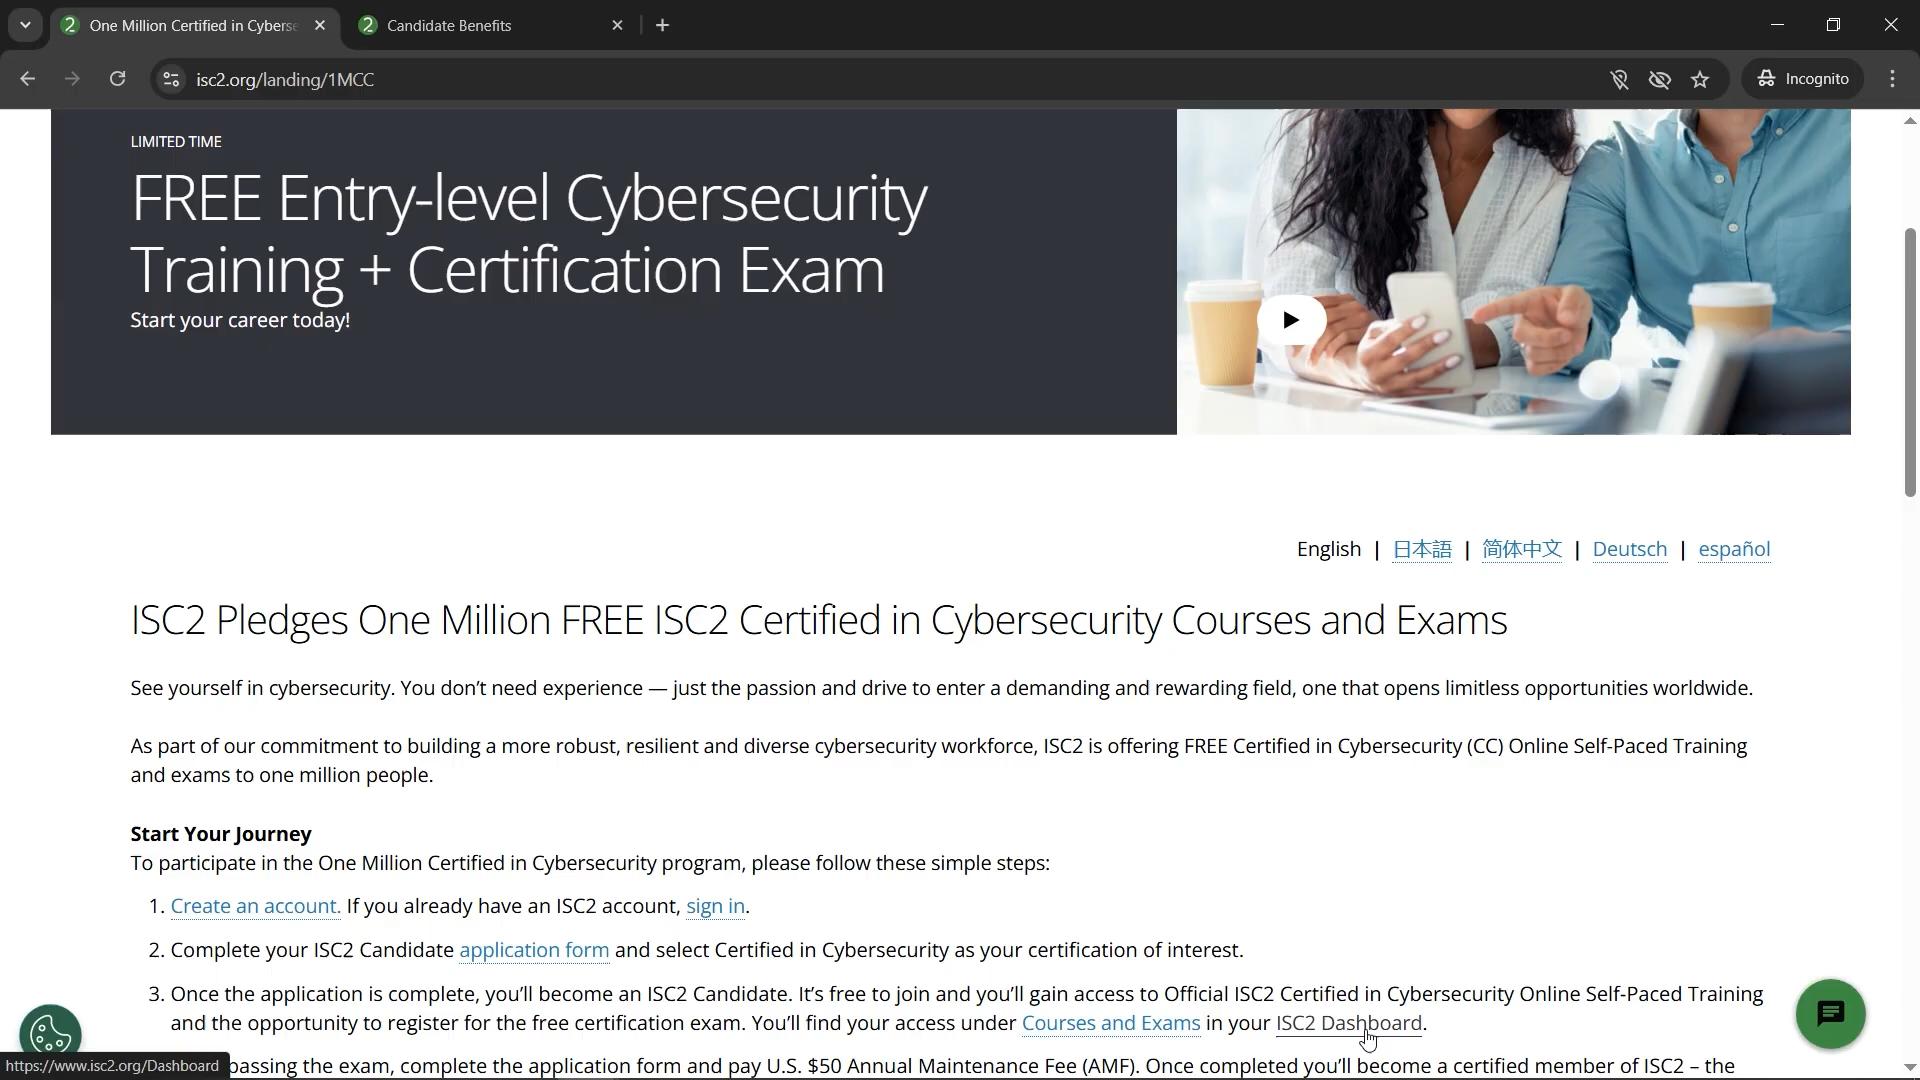 One Million Certified in Cyberse
Candidate Benefits
isc2.org/landing/1MCC
Incognito
LIMITED TIME
FREE Entry-level Cybersecurity
Training + Certification Exam
Start your career today!
English | 日本語 | 简体中文 | Deutsch | español
ISC2 Pledges One Million FREE ISC2 Certified in Cybersecurity Courses and Exams
See yourself in cybersecurity. You don't need experience — just the passion and drive to enter a demanding and rewarding field, one that opens limitless opportunities worldwide.
As part of our commitment to building a more robust, resilient and diverse cybersecurity workforce, ISC2 is offering FREE Certified in Cybersecurity (CC) Online Self-Paced Training
and exams to one million people.
Start Your Journey
To participate in the One Million Certified in Cybersecurity program, please follow these simple steps:
1. Create an account. If you already have an ISC2 account, sign in.
2. Complete your ISC2 Candidate application form and select Certified in Cybersecurity as your certification of interest.
3. Once the application is complete, you'll become an ISC2 Candidate. It's free to join and you'll gain access to Official ISC2 Certified in Cybersecurity Online Self-Paced Training
and the opportunity to register for the free certification exam. You'll find your access under Courses and Exams in your ISC2 Dashboard.
passing the exam, complete the application form and pay U.S. $50 Annual Maintenance Fee (AMF). Once completed you'll become a certified member of ISC2 – the
https://www.isc2.org/Dashboard